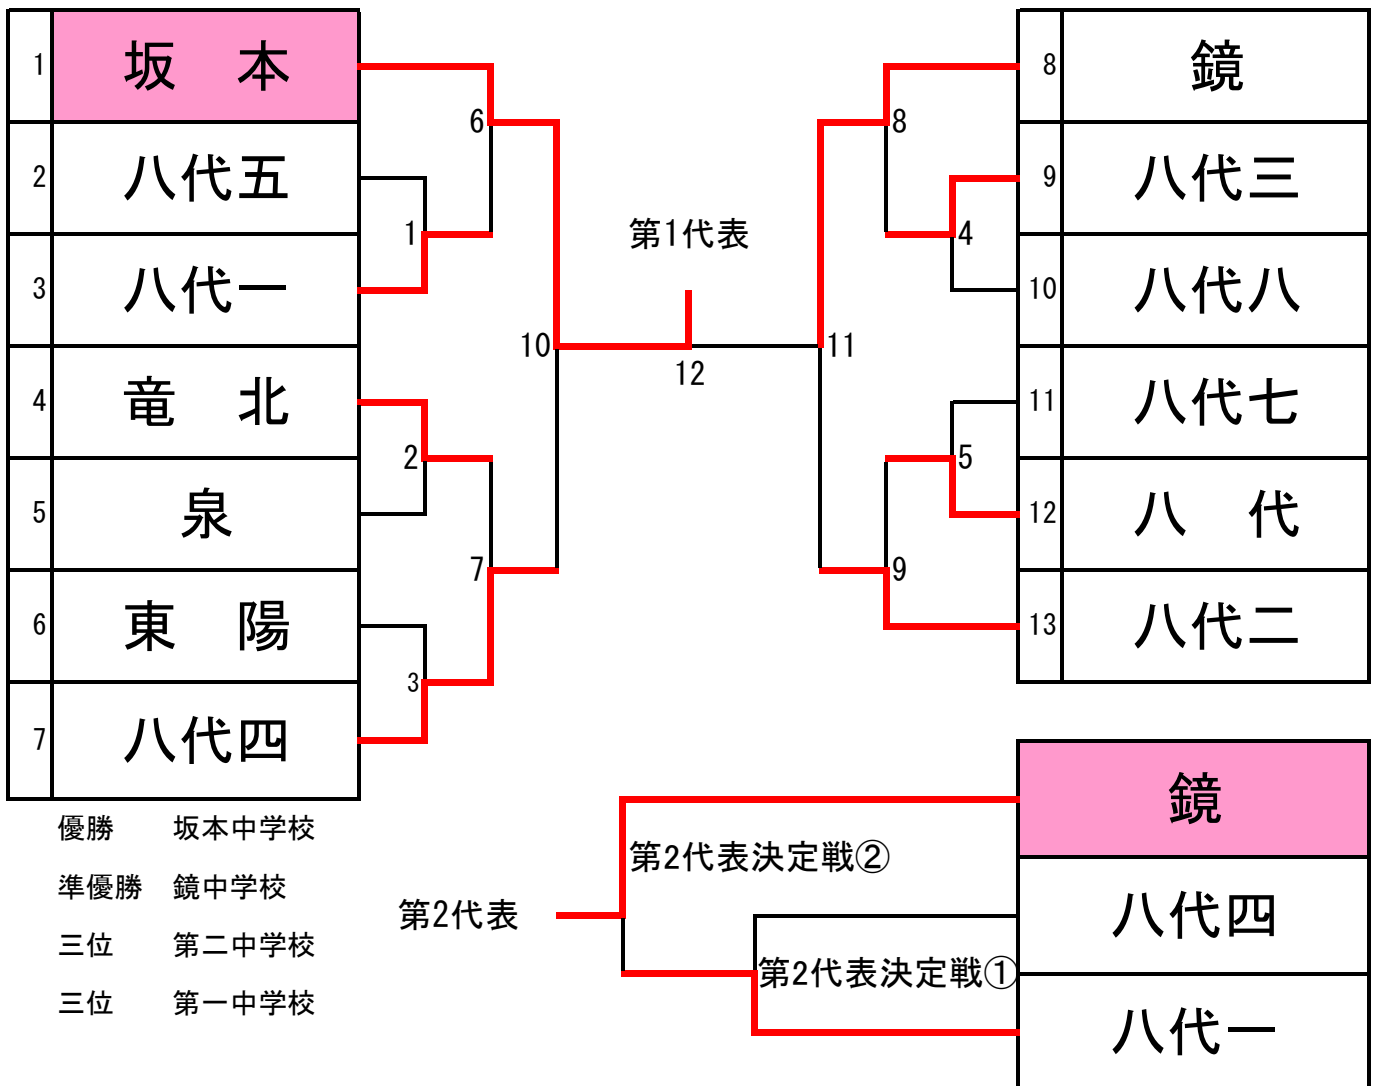 1 坂　本
2 八代五
3 八代一
4 竜　北
5 泉
6 東　陽
7 八代四
6
1
10
2
7
3
第1代表
12
8
4
11
5
9
8 鏡
9 八代三
10 八代八
11 八代七
12 八　代
13 八代二
優勝　坂本中学校
準優勝　鏡中学校
三位　第二中学校
三位　第一中学校
第2代表
第2代表決定戦②
第2代表決定戦①
鏡
八代四
八代一